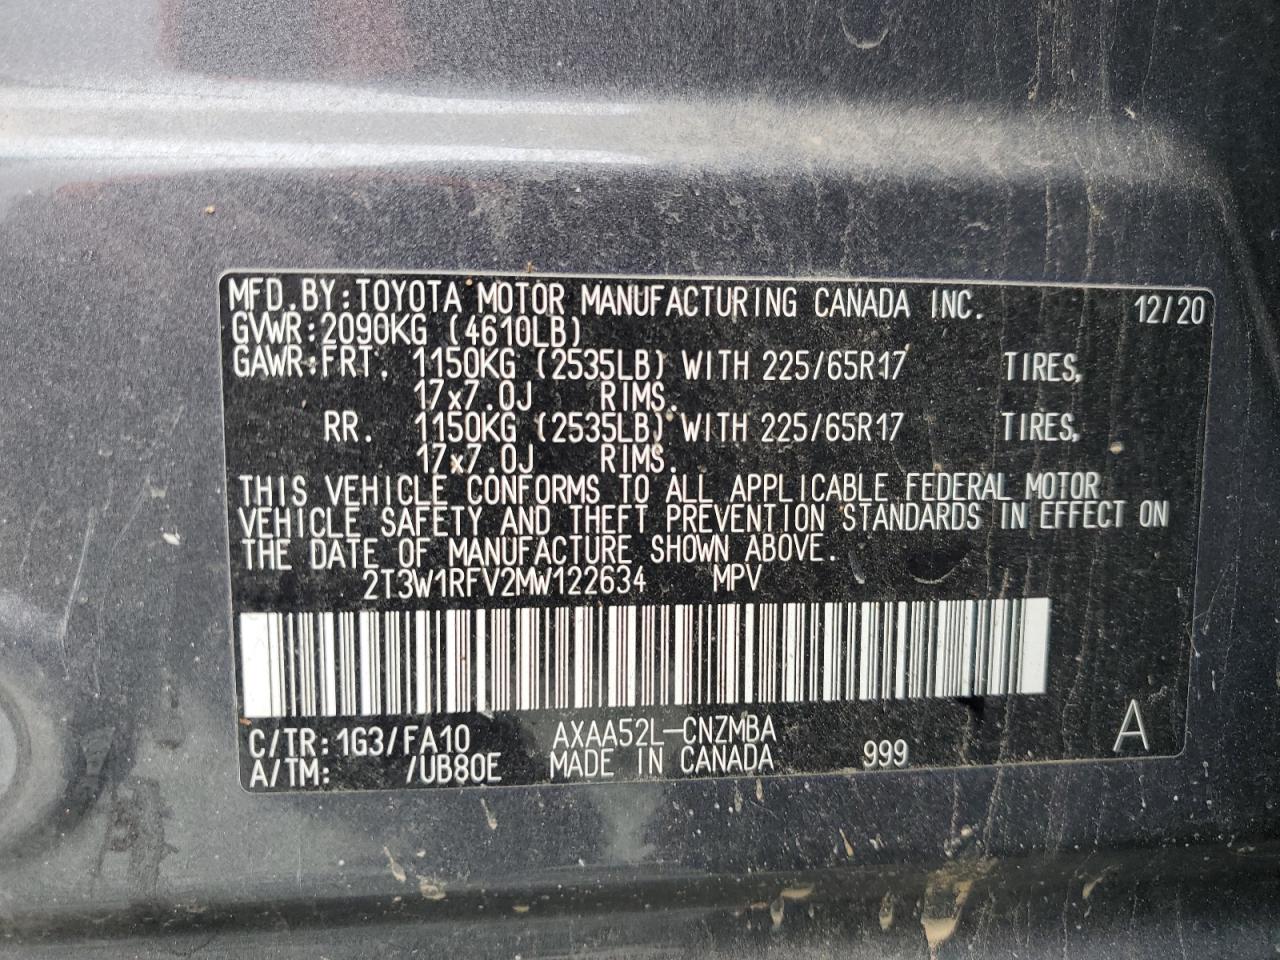 MFD.BY:TOYOTA MOTOR MANUFACTURING CANADA INC. 12/20
GVWR:2090KG (4610LB)
GAWR:FRT. 1150KG (2535LB) WITH 225/65R17 TIRES,
17x7.0J RIMS.
RR. 1150KG (2535LB) WITH 225/65R17 TIRES,
17x7.0J RIMS.
THIS VEHICLE CONFORMS TO ALL APPLICABLE FEDERAL MOTOR
VEHICLE SAFETY AND THEFT PREVENTION STANDARDS IN EFFECT ON
THE DATE OF MANUFACTURE SHOWN ABOVE.
2T3W1RFV2MW122634 MPV
C/TR:1G3/FA10 AXAA52L-CNZMBA
A/TM: /UB80E MADE IN CANADA 999 A